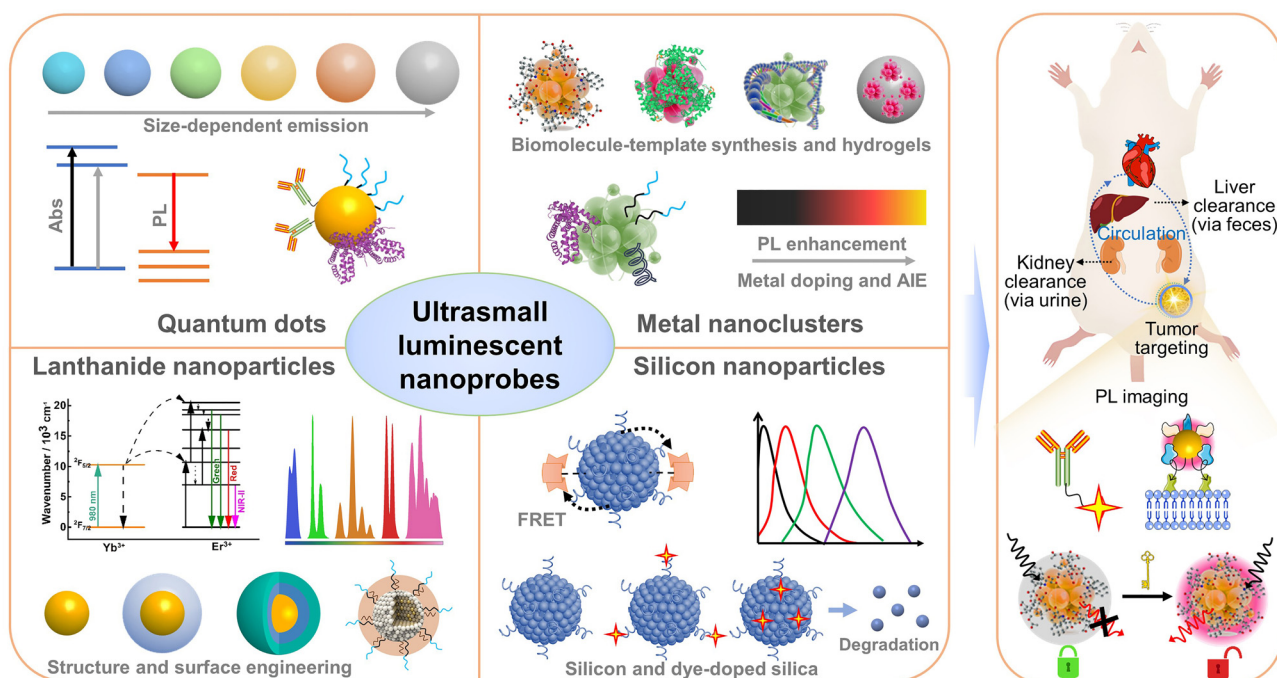 Size-dependent emission
Abs
PL
Quantum dots
Biomolecule-template synthesis and hydrogels
PL enhancement
Metal doping and AIE
Metal nanoclusters
Ultrasmall
luminescent
nanoprobes
Lanthanide nanoparticles
Wavenumber / 10³ cm⁻¹
20
15
10
5
0
²F₅/₂
²F₇/₂
980 nm
Green
Red
NIR-II
Yb³⁺
Er³⁺
Structure and surface engineering
Silicon nanoparticles
FRET
Degradation
Silicon and dye-doped silica
Liver
clearance
(via feces)
Circulation
Kidney
clearance
(via urine)
Tumor
targeting
PL imaging